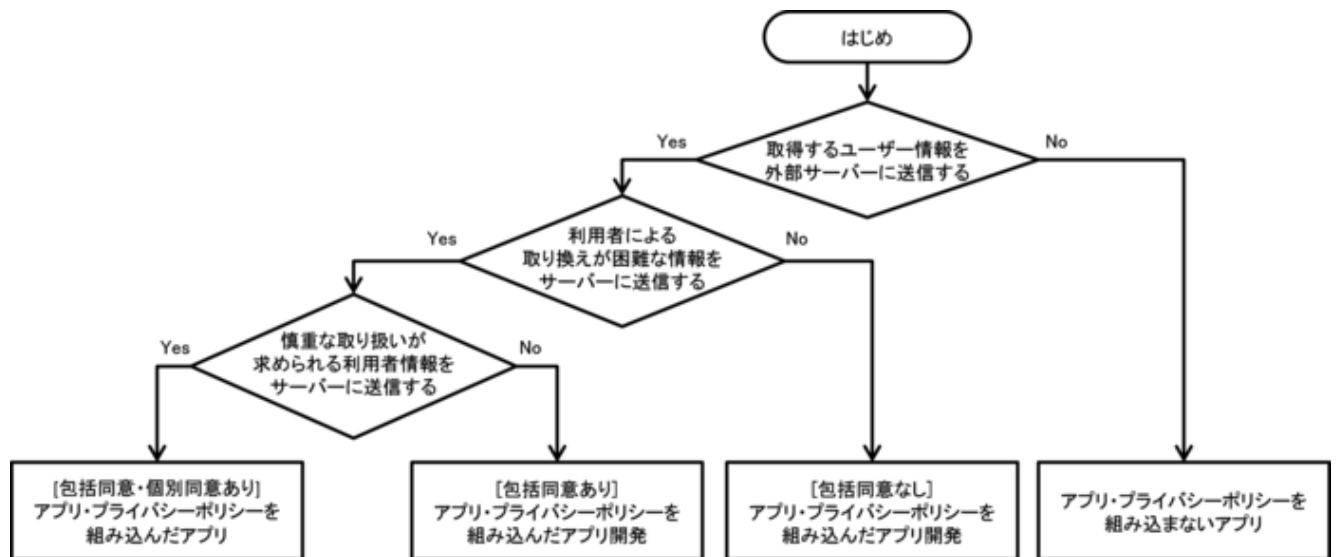 はじめ
Yes
取得するユーザー情報を
外部サーバーに送信する
No
Yes
利用者による
取り換えが困難な情報を
サーバーに送信する
No
Yes
慎重な取り扱いが
求められる利用者情報を
サーバーに送信する
No
[包括同意・個別同意あり]
アプリ・プライバシーポリシーを
組み込んだアプリ
[包括同意あり]
アプリ・プライバシーポリシーを
組み込んだアプリ開発
[包括同意なし]
アプリ・プライバシーポリシーを
組み込んだアプリ開発
アプリ・プライバシーポリシーを
組み込まないアプリ